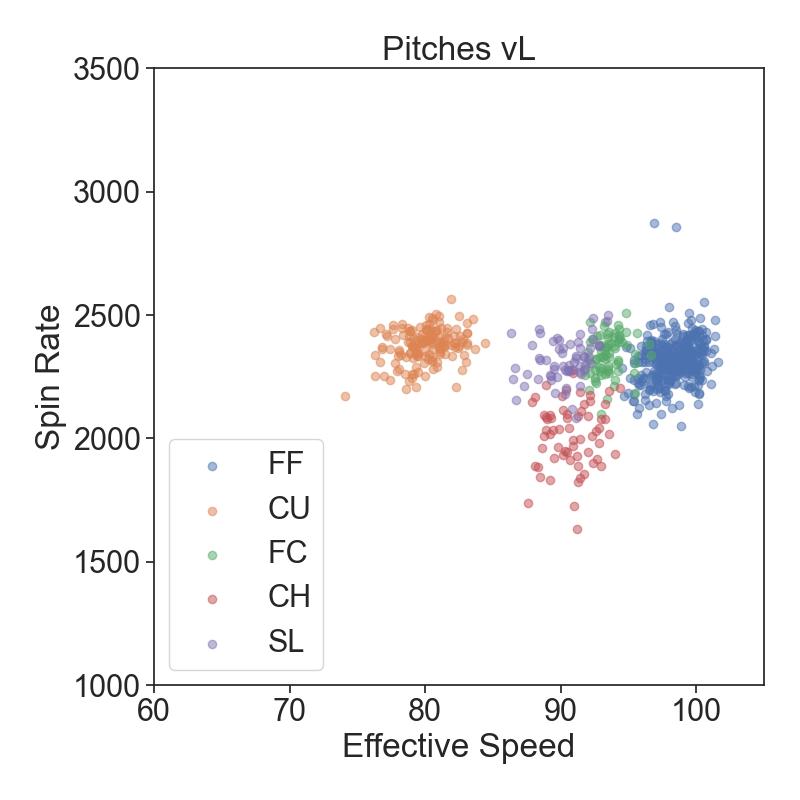 Pitches vL
3500
3000
2500
2000
1500
1000
Spin Rate
FF
CU
FC
CH
SL
60 70 80 90 100
Effective Speed